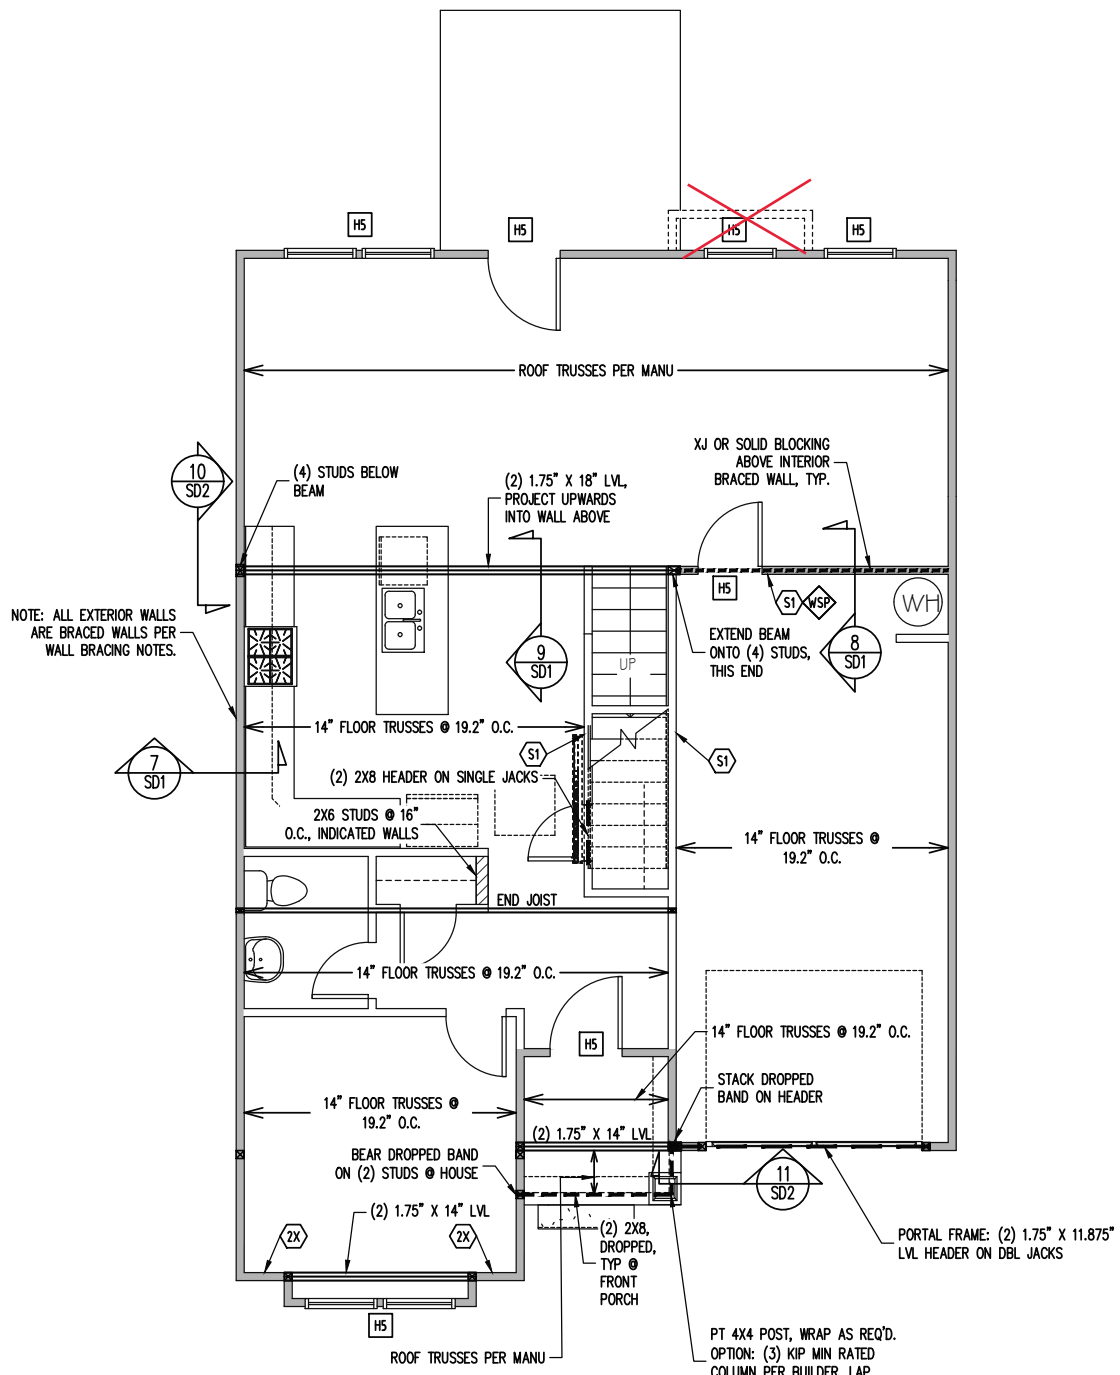 H5
H5
H5
H5
ROOF TRUSSES PER MANU
10
SD2
(4) STUDS BELOW
BEAM
(2) 1.75" X 18" LVL,
PROJECT UPWARDS
INTO WALL ABOVE
XJ OR SOLID BLOCKING
ABOVE INTERIOR
BRACED WALL, TYP.
H5
S1
WSP
WH
NOTE: ALL EXTERIOR WALLS
ARE BRACED WALLS PER
WALL BRACING NOTES.
EXTEND BEAM
ONTO (4) STUDS,
THIS END
9
SD1
8
SD1
UP
14" FLOOR TRUSSES @ 19.2" O.C.
N
S1
S1
7
SD1
(2) 2X8 HEADER ON SINGLE JACKS
2X6 STUDS @ 16"
O.C., INDICATED WALLS
14" FLOOR TRUSSES @
19.2" O.C.
END JOIST
14" FLOOR TRUSSES @ 19.2" O.C.
H5
14" FLOOR TRUSSES @ 19.2" O.C.
STACK DROPPED
BAND ON HEADER
14" FLOOR TRUSSES @
19.2" O.C.
(2) 1.75" X 14" LVL
BEAR DROPPED BAND
ON (2) STUDS @ HOUSE
11
SD2
(2) 1.75" X 14" LVL
2X
2X
(2) 2X8,
DROPPED,
TYP @
FRONT
PORCH
PORTAL FRAME: (2) 1.75" X 11.875"
LVL HEADER ON DBL JACKS
H5
ROOF TRUSSES PER MANU
PT 4X4 POST, WRAP AS REQ'D.
OPTION: (3) KIP MIN RATED
COLUMN PER BUILDER, LAP